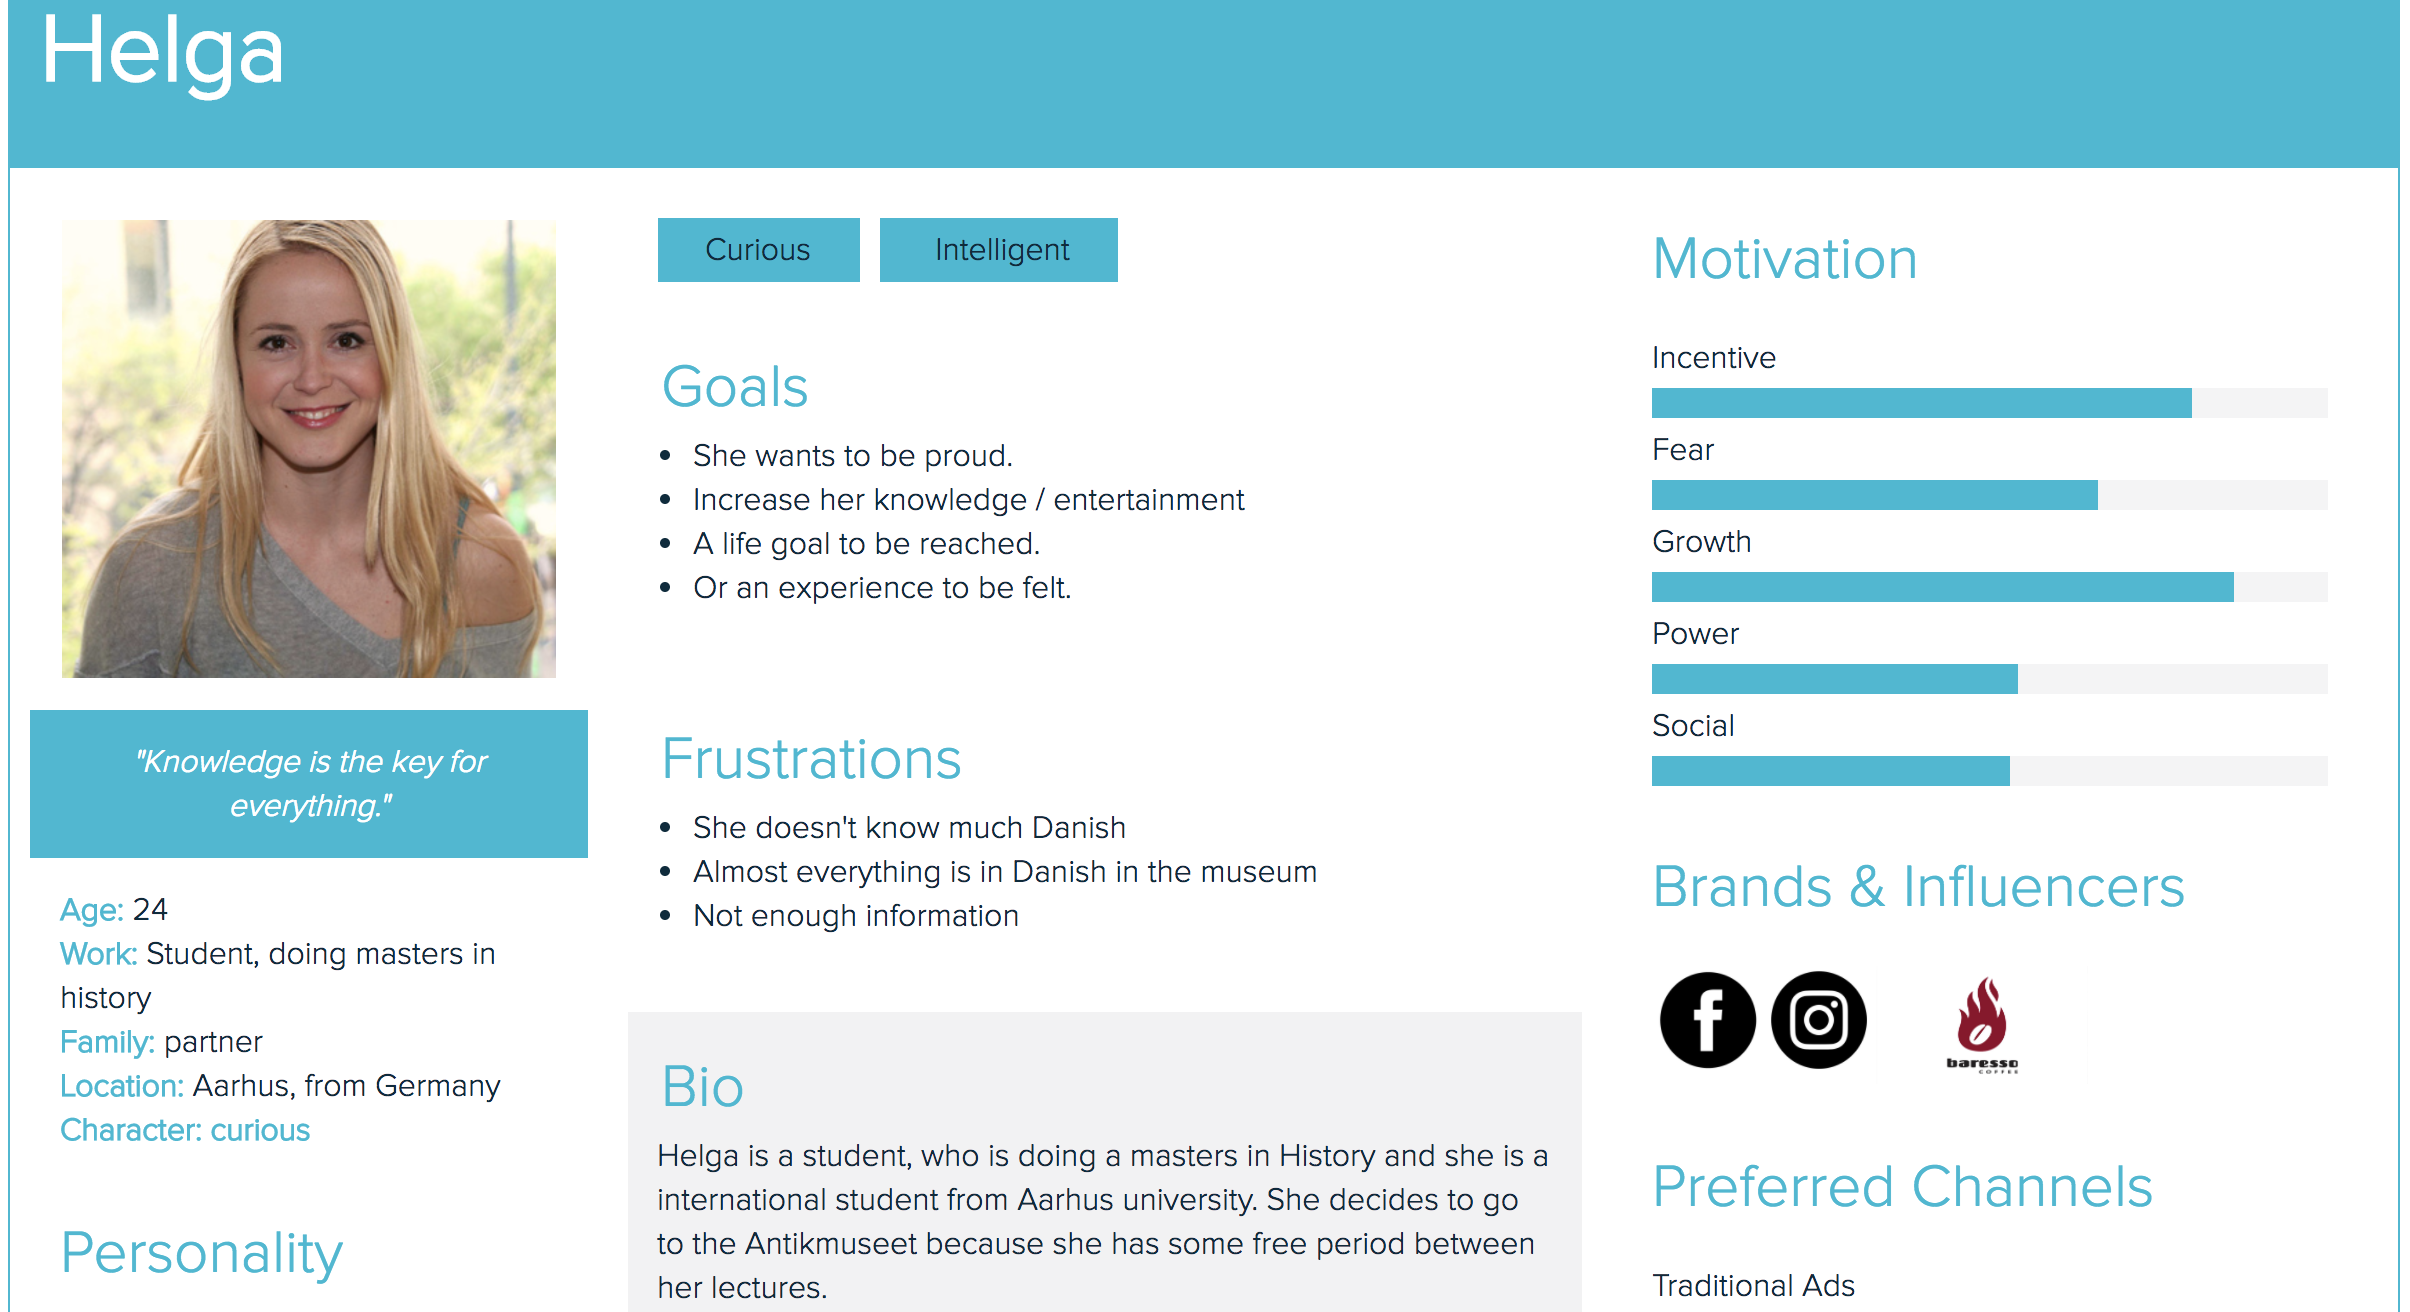 Helga
"Knowledge is the key for
everything."
Age: 24
Work: Student, doing masters in
history
Family: partner
Location: Aarhus, from Germany
Character: curious
Personality
Curious
Intelligent
Goals
She wants to be proud.
Increase her knowledge / entertainment
A life goal to be reached.
Or an experience to be felt.
Frustrations
She doesn't know much Danish
Almost everything is in Danish in the museum
Not enough information
Bio
Helga is a student, who is doing a masters in History and she is a
international student from Aarhus university. She decides to go
to the Antikmuseet because she has some free period between
her lectures.
Motivation
Incentive
Fear
Growth
Power
Social
Brands & Influencers
baresso
COFFEE
Preferred Channels
Traditional Ads